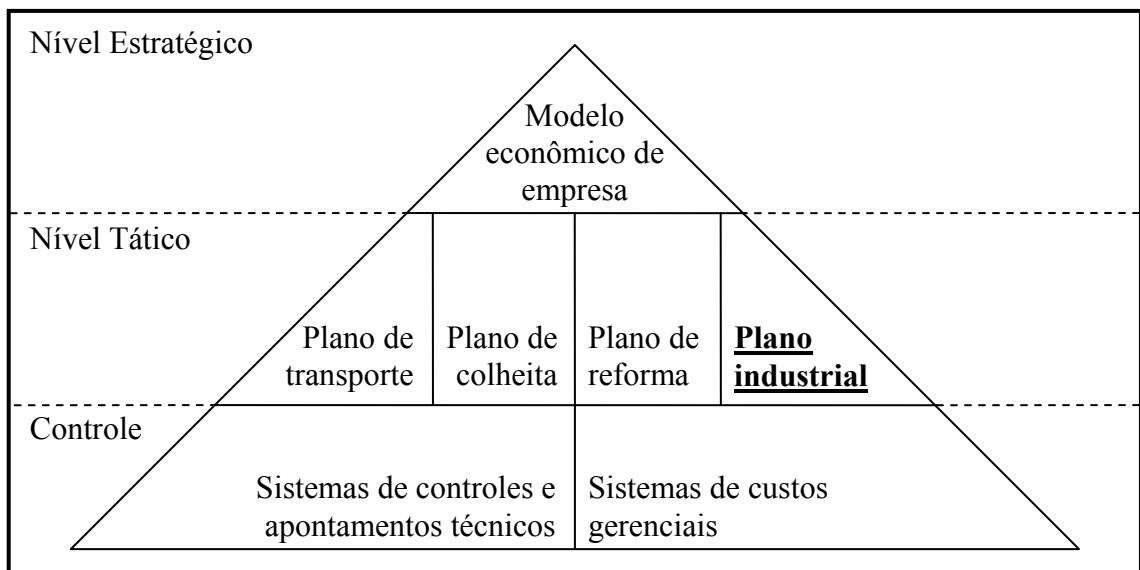 Nível Estratégico
Modelo
econômico de
empresa
Nível Tático
Plano de
transporte
Plano de
colheita
Plano de
reforma
Plano
industrial
Controle
Sistemas de controles e
apontamentos técnicos
Sistemas de custos
gerenciais